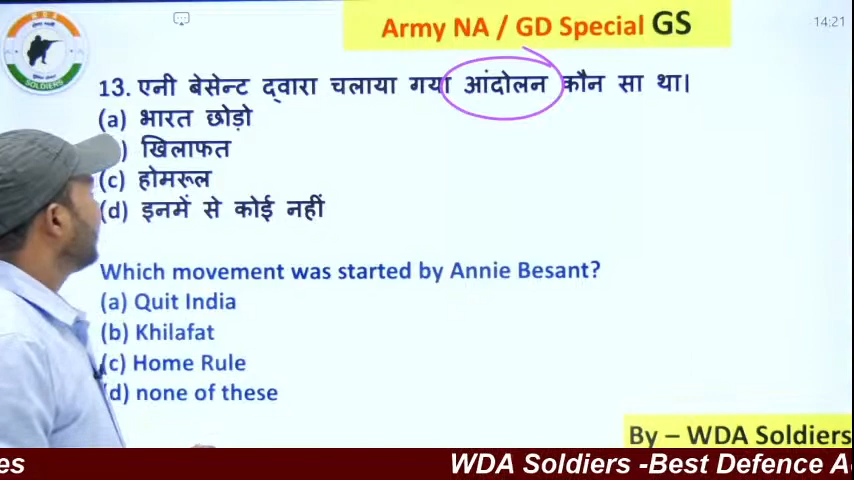 Army NA / GD Special GS
14:21
SOLDIERS
13. एनी बेसेन्ट द्वारा चलाया गया आंदोलन कौन सा था।
(a) भारत छोड़ो
) खिलाफत
(c) होमरूल
(d) इनमें से कोई नहीं
Which movement was started by Annie Besant?
(a) Quit India
(b) Khilafat
(c) Home Rule
(d) none of these
By – WDA Soldiers
es
WDA Soldiers -Best Defence A